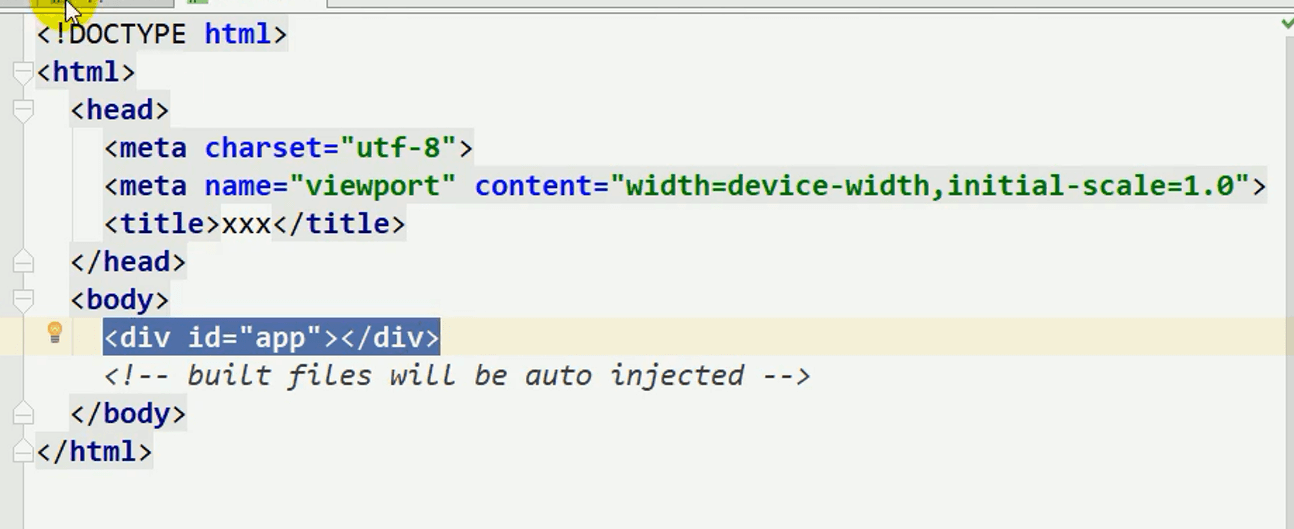 <!DOCTYPE html>
<html>
<head>
<meta charset="utf-8">
<meta name="viewport" content="width=device-width,initial-scale=1.0">
<title>xxx</title>
</head>
<body>
<div id="app"></div>
<!-- built files will be auto injected -->
</body>
</html>